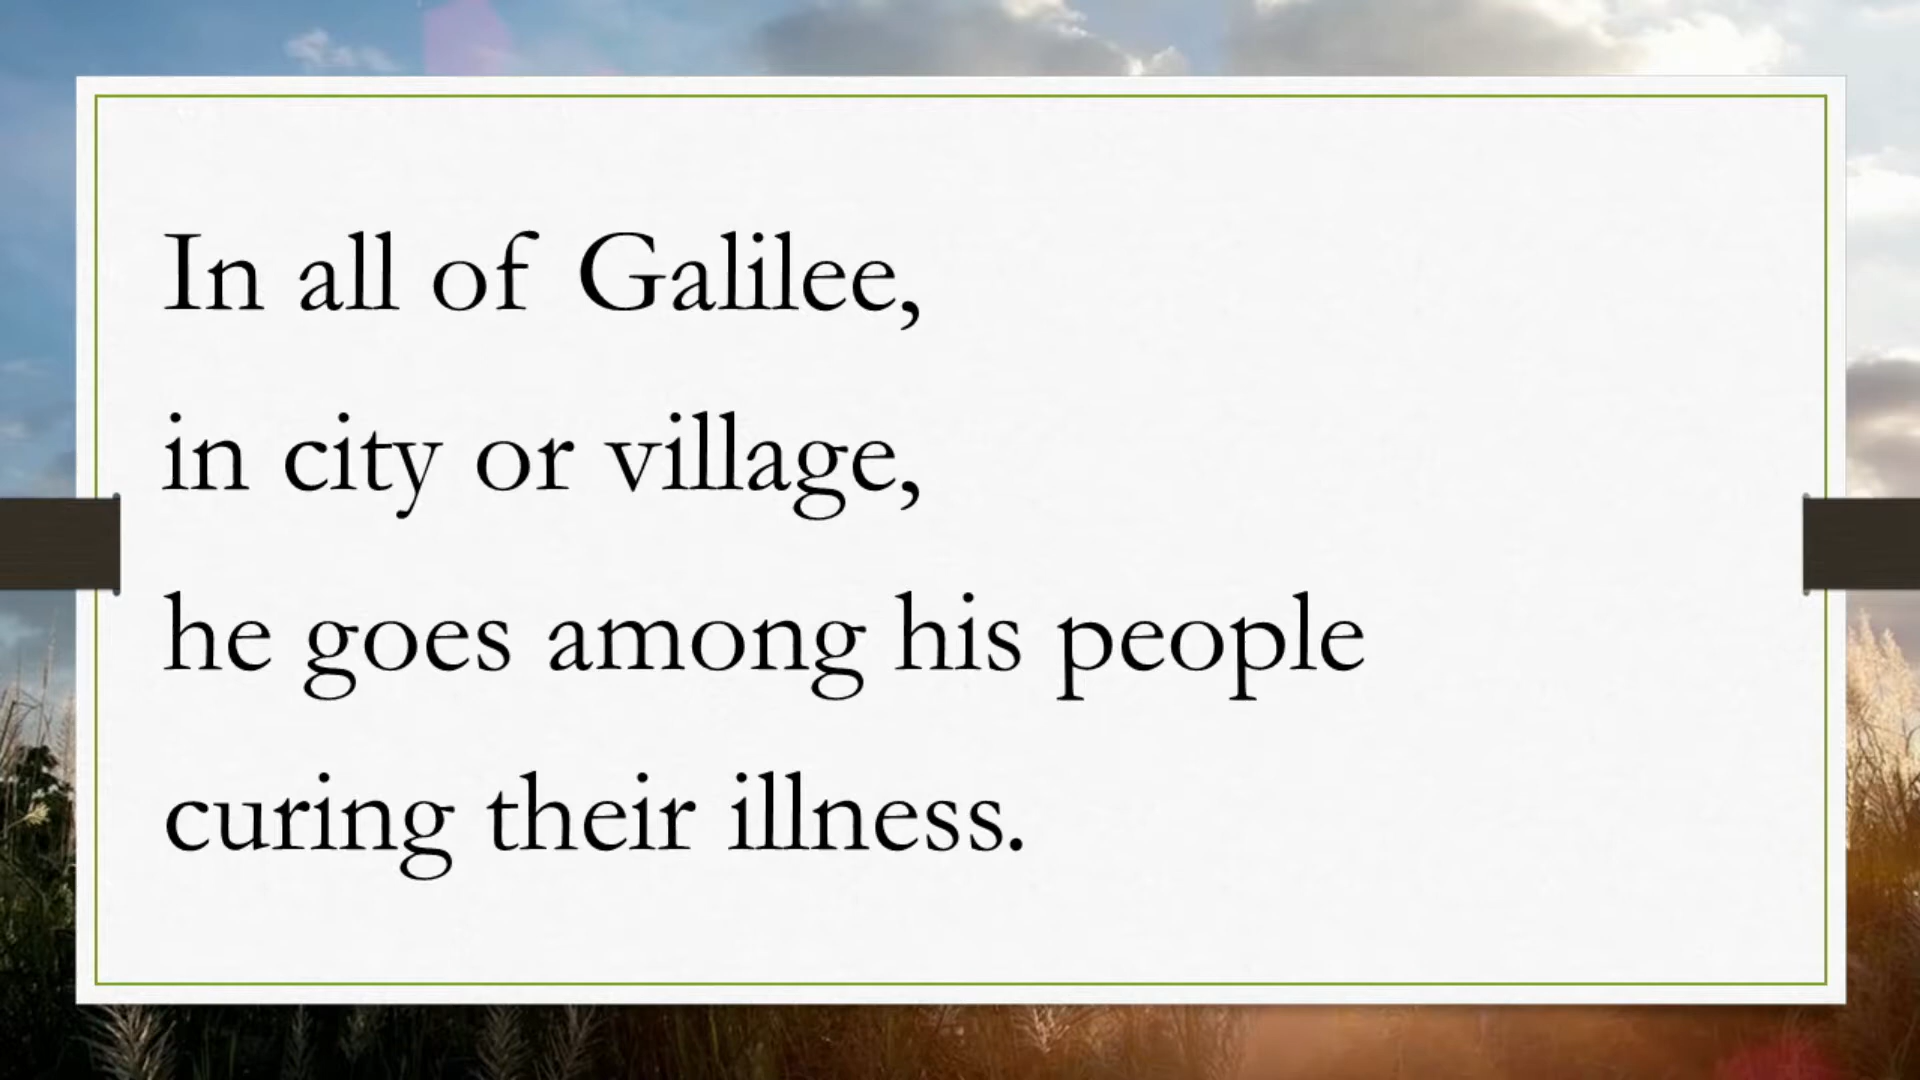 In all of Galilee,
in city or village,
he goes among his people
curing their illness.